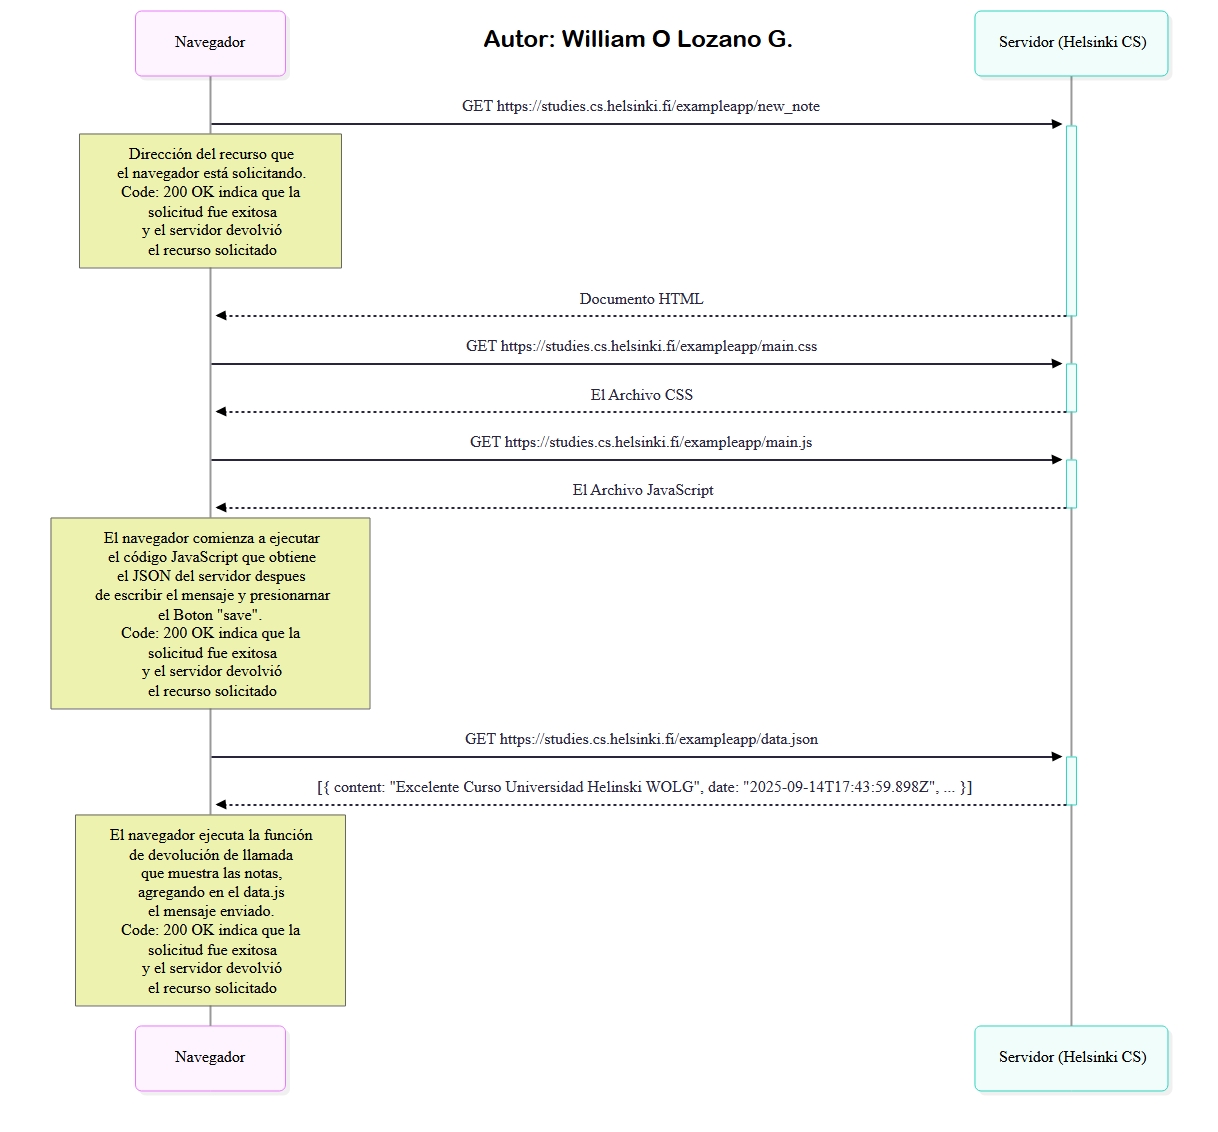 Navegador
Autor: William O Lozano G.
Servidor (Helsinki CS)
GET https://studies.cs.helsinki.fi/exampleapp/new_note
Dirección del recurso que
el navegador está solicitando.
Code: 200 OK indica que la
solicitud fue exitosa
y el servidor devolvió
el recurso solicitado
Documento HTML
GET https://studies.cs.helsinki.fi/exampleapp/main.css
El Archivo CSS
GET https://studies.cs.helsinki.fi/exampleapp/main.js
El Archivo JavaScript
El navegador comienza a ejecutar
el código JavaScript que obtiene
el JSON del servidor despues
de escribir el mensaje y presionarnar
el Boton "save".
Code: 200 OK indica que la
solicitud fue exitosa
y el servidor devolvió
el recurso solicitado
GET https://studies.cs.helsinki.fi/exampleapp/data.json
[{ content: "Excelente Curso Universidad Helinski WOLG", date: "2025-09-14T17:43:59.898Z", ... }]
El navegador ejecuta la función
de devolución de llamada
que muestra las notas,
agregando en el data.js
el mensaje enviado.
Code: 200 OK indica que la
solicitud fue exitosa
y el servidor devolvió
el recurso solicitado
Navegador
Servidor (Helsinki CS)